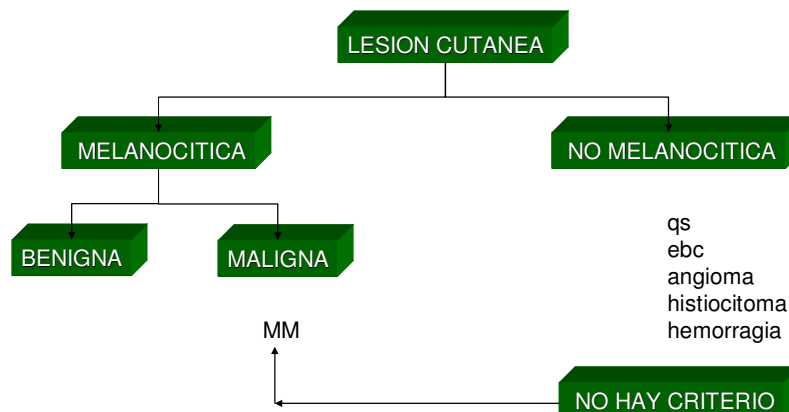 LESION CUTANEA
MELANOCITICA
NO MELANOCITICA
BENIGNA
MALIGNA
qs
ebc
angioma
histiocitoma
hemorragia
MM
NO HAY CRITERIO